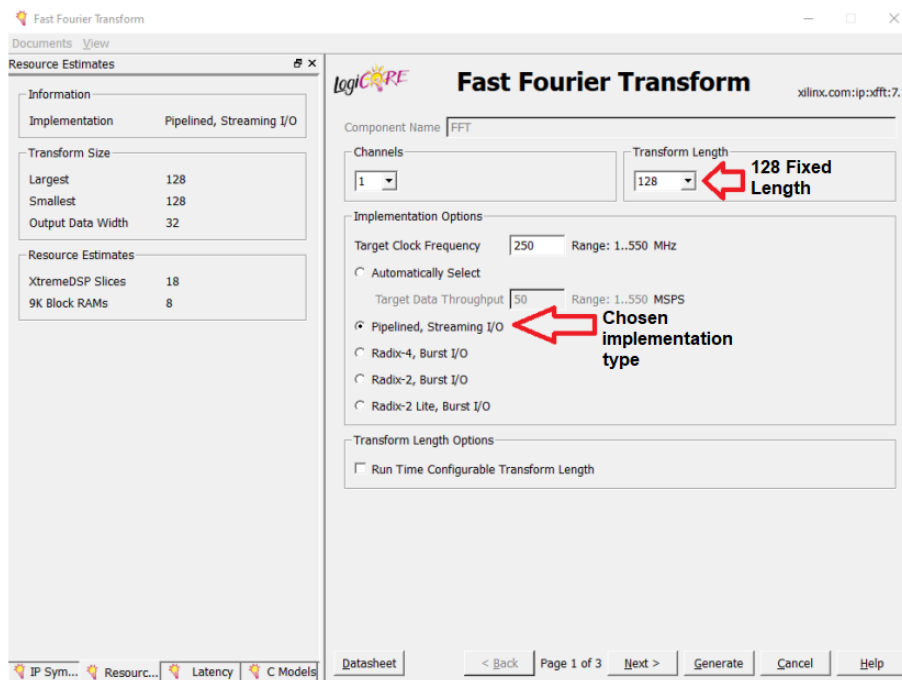 Fast Fourier Transform
Documents View
Resource Estimates
Information
Implementation Pipelined, Streaming I/O
Transform Size
Largest 128
Smallest 128
Output Data Width 32
Resource Estimates
XtremeDSP Slices 18
9K Block RAMs 8
IP Sym... Resourc... Latency C Models
LogiCORE
Fast Fourier Transform
xilinx.com:ip:xfft:7.
Component Name FFT
Channels
1
Transform Length
128
128 Fixed
Length
Implementation Options
Target Clock Frequency 250 Range: 1..550 MHz
Automatically Select
Target Data Throughput 50 Range: 1..550 MSPS
Pipelined, Streaming I/O
Chosen
implementation
type
Radix-4, Burst I/O
Radix-2, Burst I/O
Radix-2 Lite, Burst I/O
Transform Length Options
Run Time Configurable Transform Length
Datasheet < Back Page 1 of 3 Next > Generate Cancel Help